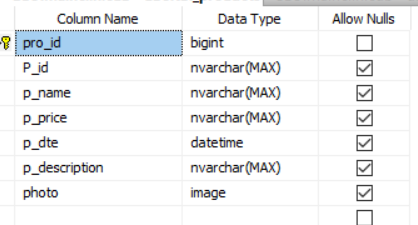 Column Name Data Type Allow Nulls
pro_id bigint
P_id nvarchar(MAX)
p_name nvarchar(MAX)
p_price nvarchar(MAX)
p_dte datetime
p_description nvarchar(MAX)
photo image